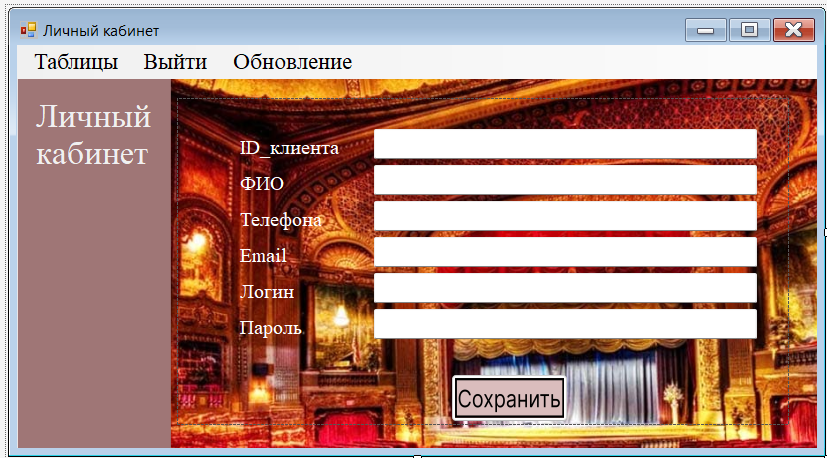 Личный кабинет
Таблицы Выйти Обновление
Личный
кабинет
ID_клиента
ФИО
Телефона
Email
Логин
Пароль
Сохранить